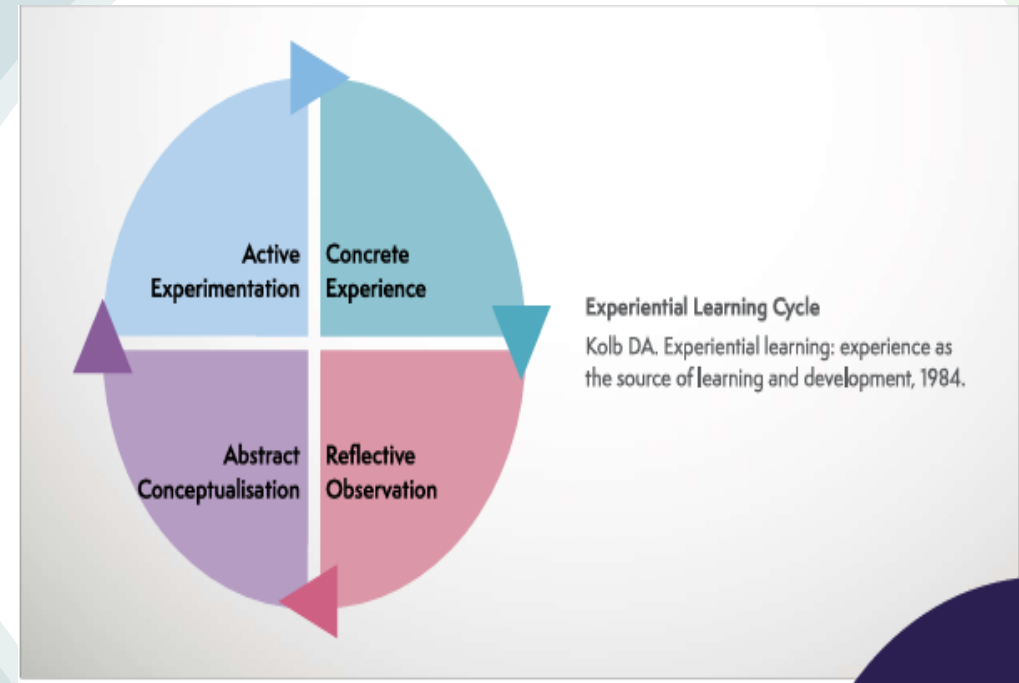 Active
Experimentation
Concrete
Experience
Abstract
Conceptualisation
Reflective
Observation
Experiential Learning Cycle
Kolb DA. Experiential learning: experience as
the source of learning and development, 1984.